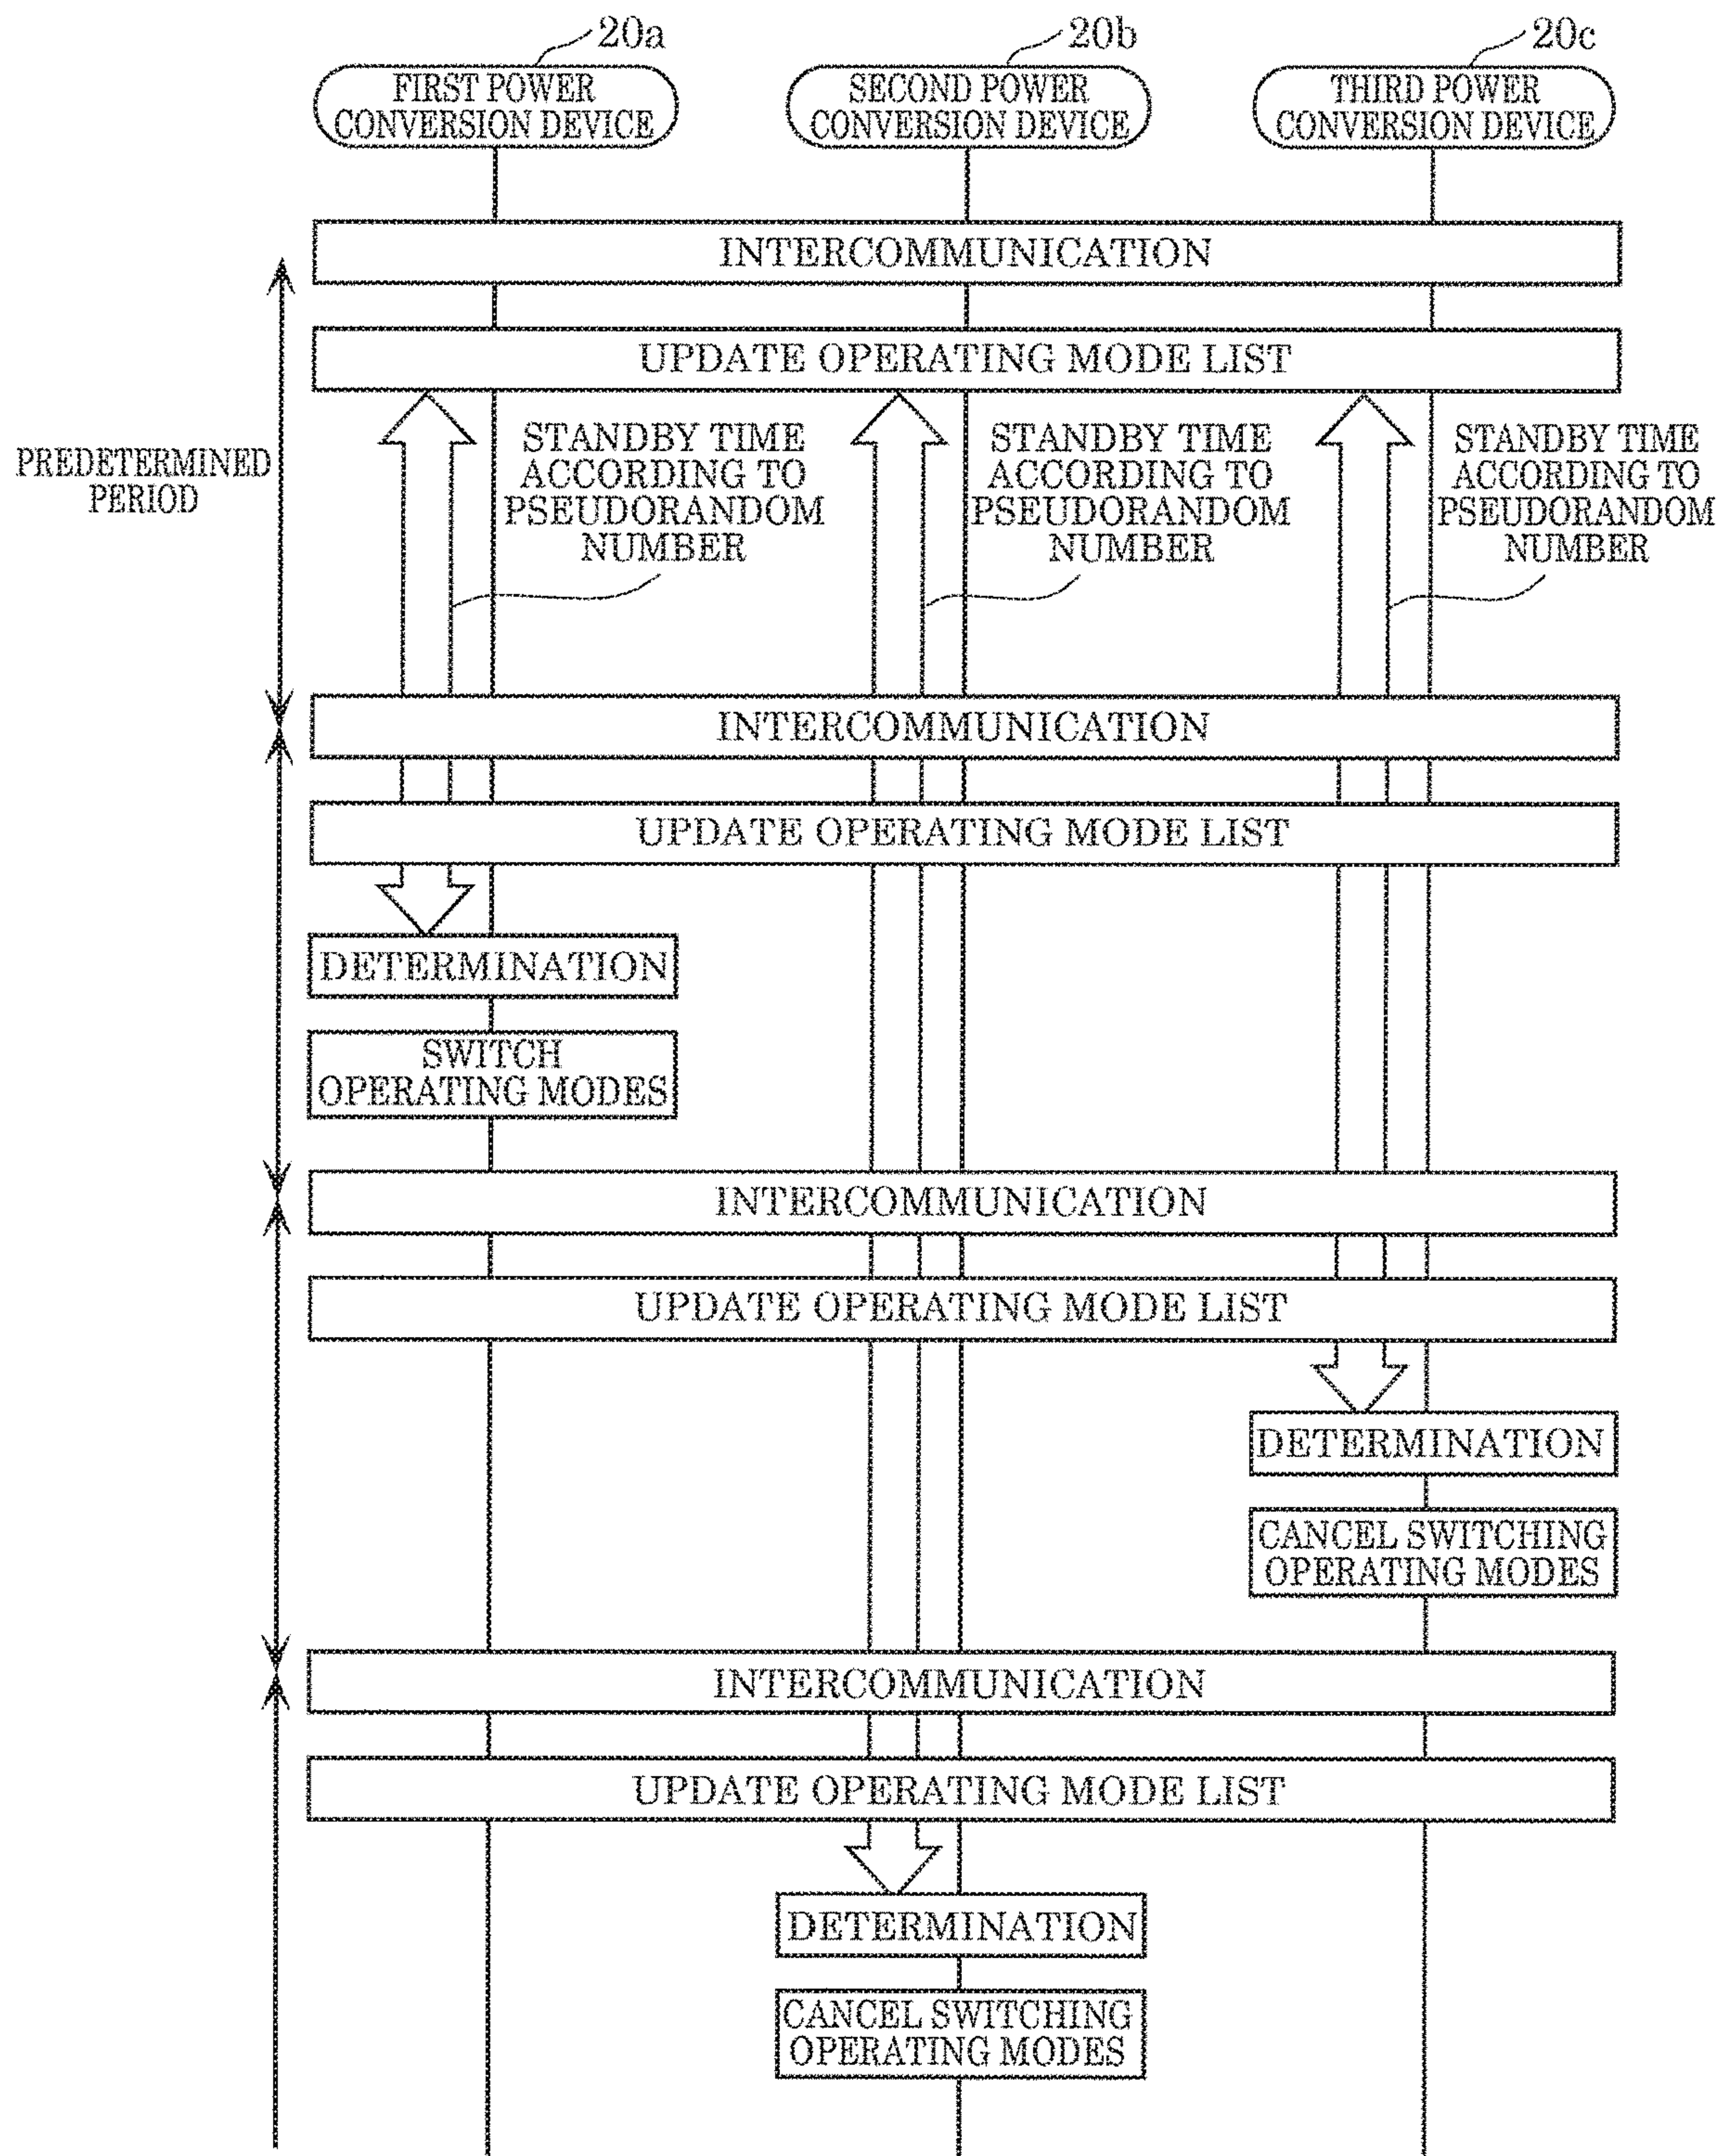 20a
20b
20c
FIRST POWER
CONVERSION DEVICE
SECOND POWER
CONVERSION DEVICE
THIRD POWER
CONVERSION DEVICE
INTERCOMMUNICATION
UPDATE OPERATING MODE LIST
PREDETERMINED
PERIOD
STANDBY TIME
ACCORDING TO
PSEUDORANDOM
NUMBER
STANDBY TIME
ACCORDING TO
PSEUDORANDOM
NUMBER
STANDBY TIME
ACCORDING TO
PSEUDORANDOM
NUMBER
INTERCOMMUNICATION
UPDATE OPERATING MODE LIST
DETERMINATION
SWITCH
OPERATING MODES
INTERCOMMUNICATION
UPDATE OPERATING MODE LIST
DETERMINATION
CANCEL SWITCHING
OPERATING MODES
INTERCOMMUNICATION
UPDATE OPERATING MODE LIST
DETERMINATION
CANCEL SWITCHING
OPERATING MODES